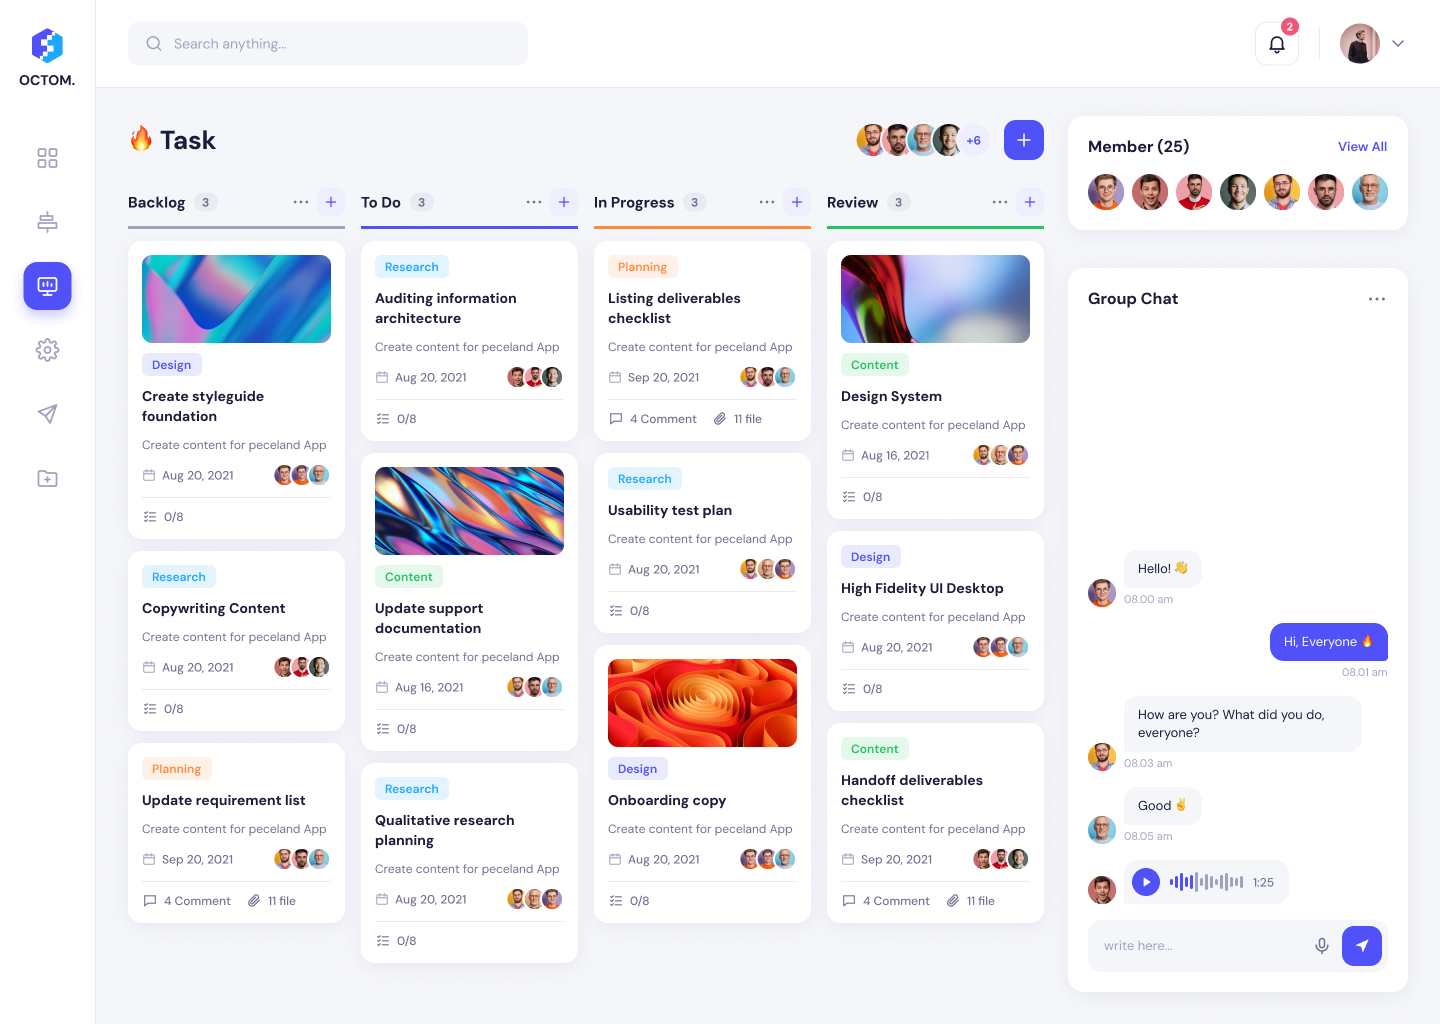 OCTOM.
Search anything...
2
🔥 Task
+6
Backlog 3
Design
Create styleguide
foundation
Create content for peceland App
Aug 20, 2021
0/8
Research
Copywriting Content
Create content for peceland App
Aug 20, 2021
0/8
Planning
Update requirement list
Create content for peceland App
Sep 20, 2021
4 Comment 11 file
To Do 3
Research
Auditing information
architecture
Create content for peceland App
Aug 20, 2021
0/8
Content
Update support
documentation
Create content for peceland App
Aug 16, 2021
0/8
Research
Qualitative research
planning
Create content for peceland App
Aug 20, 2021
0/8
In Progress 3
Planning
Listing deliverables
checklist
Create content for peceland App
Sep 20, 2021
4 Comment 11 file
Research
Usability test plan
Create content for peceland App
Aug 20, 2021
0/8
Design
Onboarding copy
Create content for peceland App
Aug 20, 2021
0/8
Review 3
Content
Design System
Create content for peceland App
Aug 16, 2021
0/8
Design
High Fidelity UI Desktop
Create content for peceland App
Aug 20, 2021
0/8
Content
Handoff deliverables
checklist
Create content for peceland App
Sep 20, 2021
4 Comment 11 file
Member (25) View All
Group Chat
Hello! 👋
08.00 am
Hi, Everyone 🔥
08.01 am
How are you? What did you do,
everyone?
08.03 am
Good ✌️
08.05 am
1:25
write here...